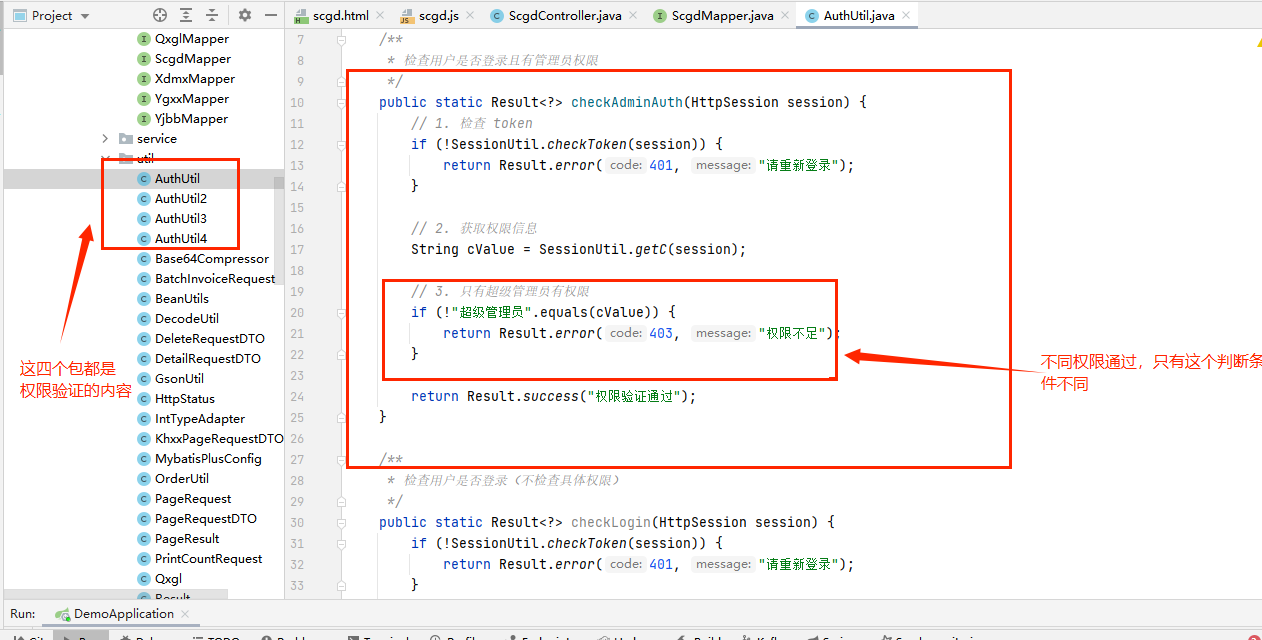 Project
scgd.html
scgd.js
ScgdController.java
ScgdMapper.java
AuthUtil.java
QxglMapper
ScgdMapper
XdmxMapper
YgxxMapper
YjbbMapper
service
util
AuthUtil
AuthUtil2
AuthUtil3
AuthUtil4
Base64Compressor
BatchInvoiceRequest
BeanUtils
DecodeUtil
DeleteRequestDTO
DetailRequestDTO
GsonUtil
HttpStatus
IntTypeAdapter
KhxxPageRequestDTO
MybatisPlusConfig
OrderUtil
PageRequest
PageRequestDTO
PageResult
PrintCountRequest
Qxgl
Result
这四个包都是
权限验证的内容
7 /**
8 * 检查用户是否登录且有管理员权限
9 */
10 public static Result<?> checkAdminAuth(HttpSession session) {
11 // 1. 检查 token
12 if (!SessionUtil.checkToken(session)) {
13 return Result.error( code: 401, message: "请重新登录");
14 }
15
16 // 2. 获取权限信息
17 String cValue = SessionUtil.getC(session);
18
19 // 3. 只有超级管理员有权限
20 if (!"超级管理员".equals(cValue)) {
21 return Result.error( code: 403, message: "权限不足");
22 }
23
24 return Result.success("权限验证通过");
25 }
26
27 /**
28 * 检查用户是否登录（不检查具体权限）
29 */
30 public static Result<?> checkLogin(HttpSession session) {
31 if (!SessionUtil.checkToken(session)) {
32 return Result.error( code: 401, message: "请重新登录");
33 }
不同权限通过，只有这个判断条
件不同
Run: DemoApplication